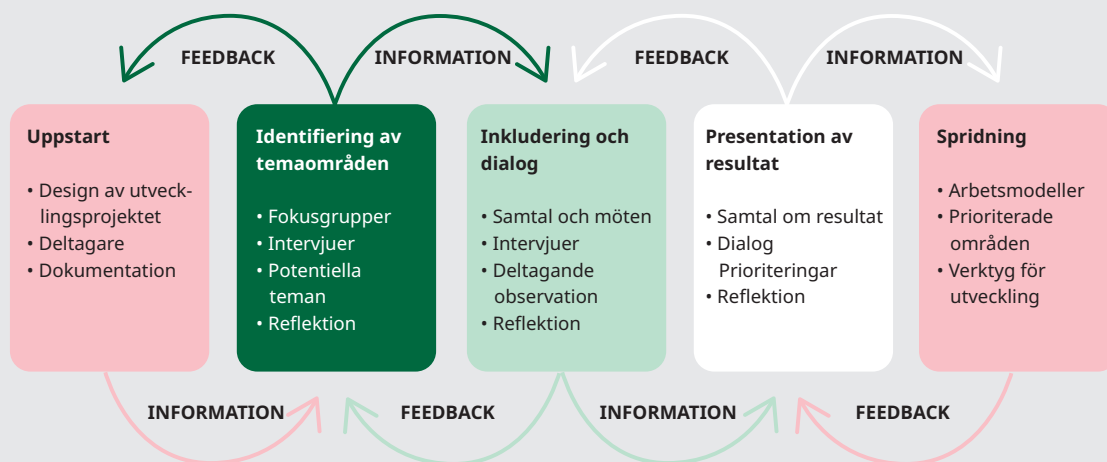 FEEDBACK
INFORMATION
FEEDBACK
INFORMATION
Uppstart
• Design av utveck-
lingsprojektet
• Deltagare
• Dokumentation
Identifiering av
temaområden
• Fokusgrupper
• Intervjuer
• Potentiella
teman
• Reflektion
Inkludering och
dialog
• Samtal och möten
• Intervjuer
• Deltagande
observation
• Reflektion
Presentation av
resultat
• Samtal om resultat
• Dialog
Prioriteringar
• Reflektion
Spridning
• Arbetsmodeller
• Prioriterade
områden
• Verktyg för
utveckling
INFORMATION
FEEDBACK
INFORMATION
FEEDBACK